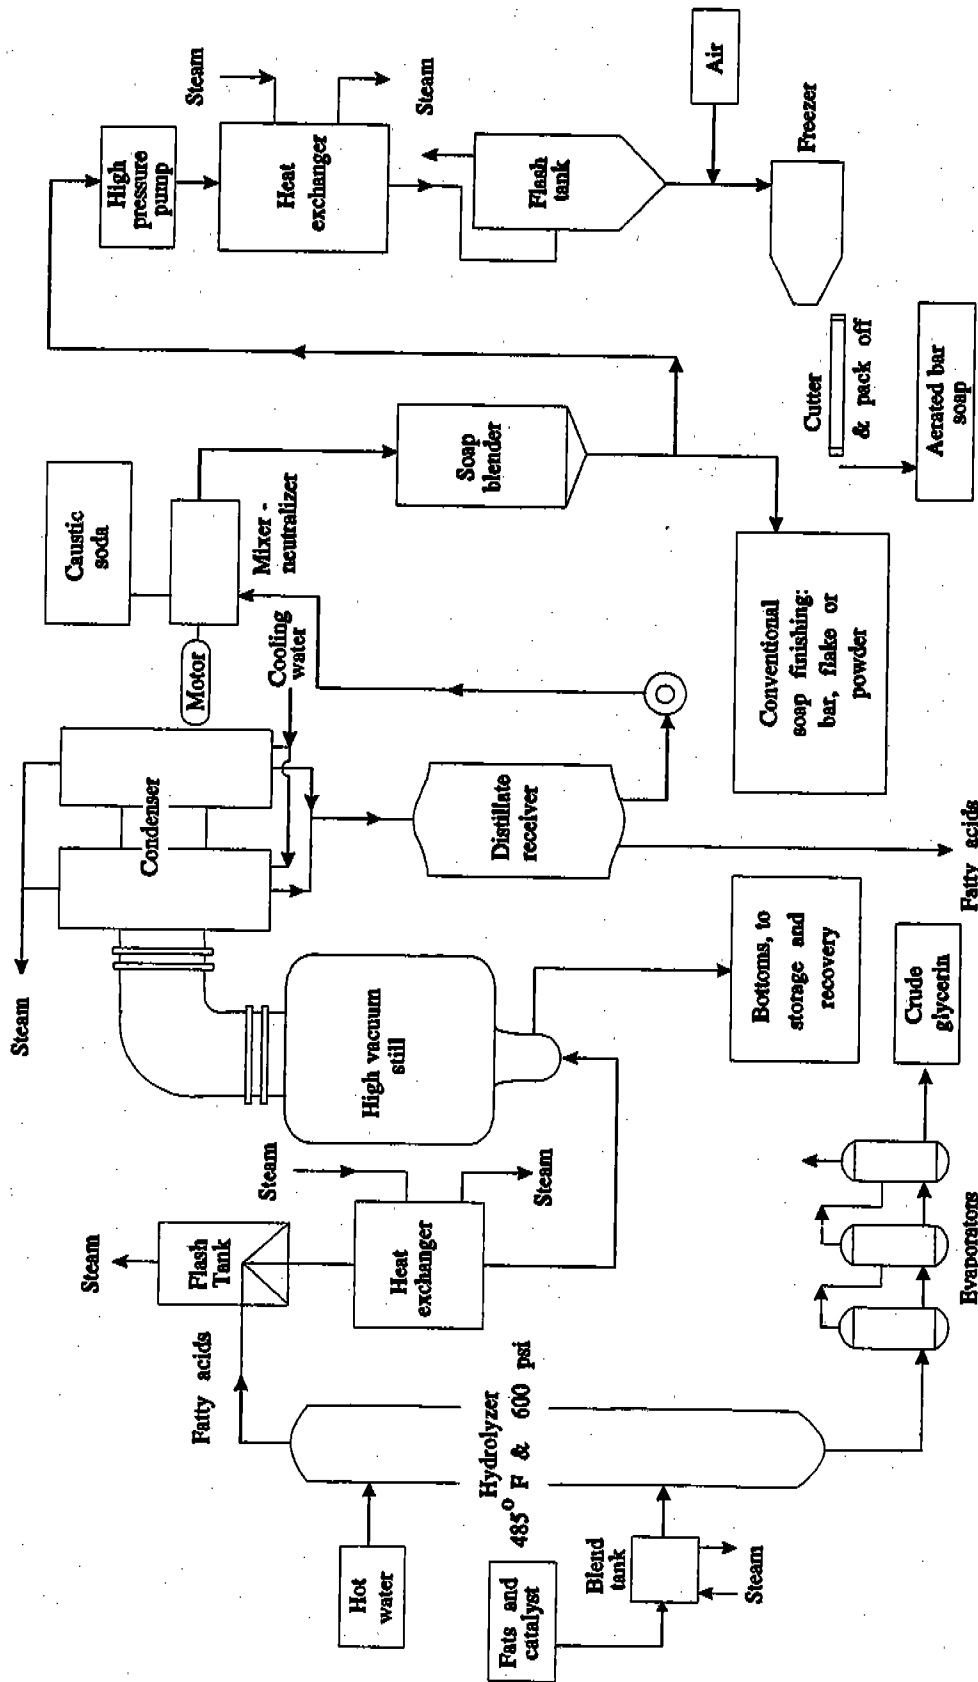 Hot
water
Fats and
catalyst
Blend
tank
Steam
Hydrolyzer
485° F & 600 psi
Fatty acids
Steam
Flash
Tank
Heat
exchanger
Steam
Steam
Evaporators
Crude
glycerin
High vacuum
still
Bottoms, to
storage and
recovery
Steam
Condenser
Cooling
water
Distillate
receiver
Fatty acids
Motor
Caustic
soda
Mixer -
neutralizer
Soap
blender
Conventional
soap finishing:
bar, flake or
powder
High
pressure
pump
Heat
exchanger
Steam
Steam
Flash
tank
Air
Freezer
Cutter
& pack off
Aerated bar
soap